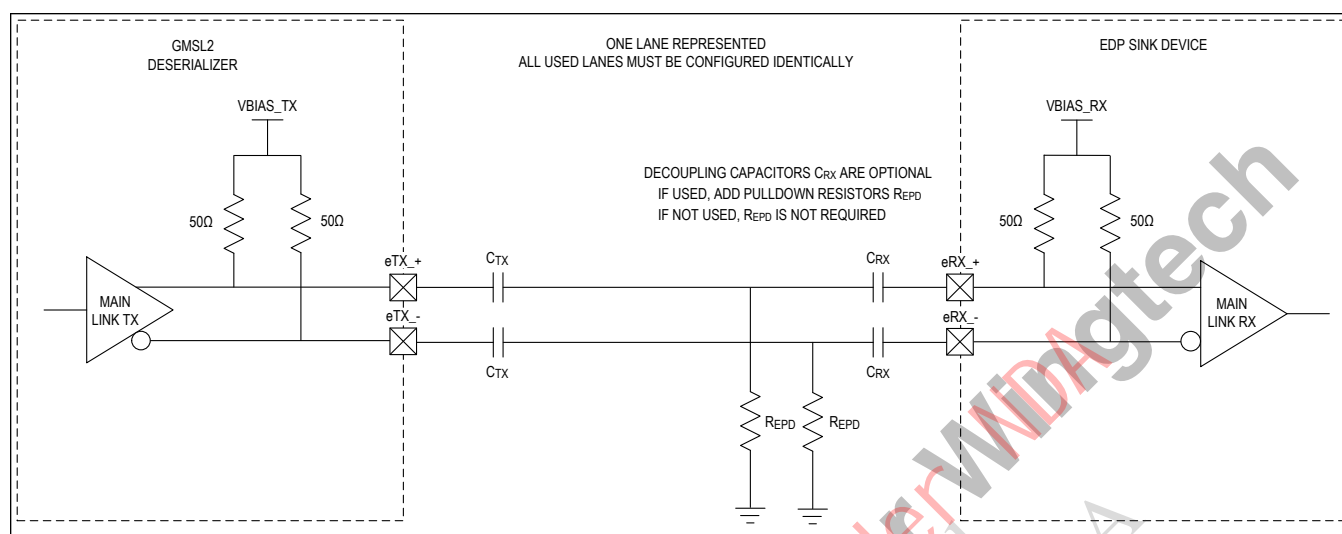 GMSL2
DESERIALIZER
ONE LANE REPRESENTED
ALL USED LANES MUST BE CONFIGURED IDENTICALLY
EDP SINK DEVICE
VBIAS_TX
VBIAS_RX
DECOUPLING CAPACITORS CRX ARE OPTIONAL
IF USED, ADD PULLDOWN RESISTORS REPD
IF NOT USED, REPD IS NOT REQUIRED
50Ω
50Ω
50Ω
50Ω
eTX_+
CTX
CRX
eRX_+
MAIN
LINK TX
MAIN
LINK RX
eTX_-
eRX_-
CTX
CRX
REPD
REPD
Wingtech
NDA